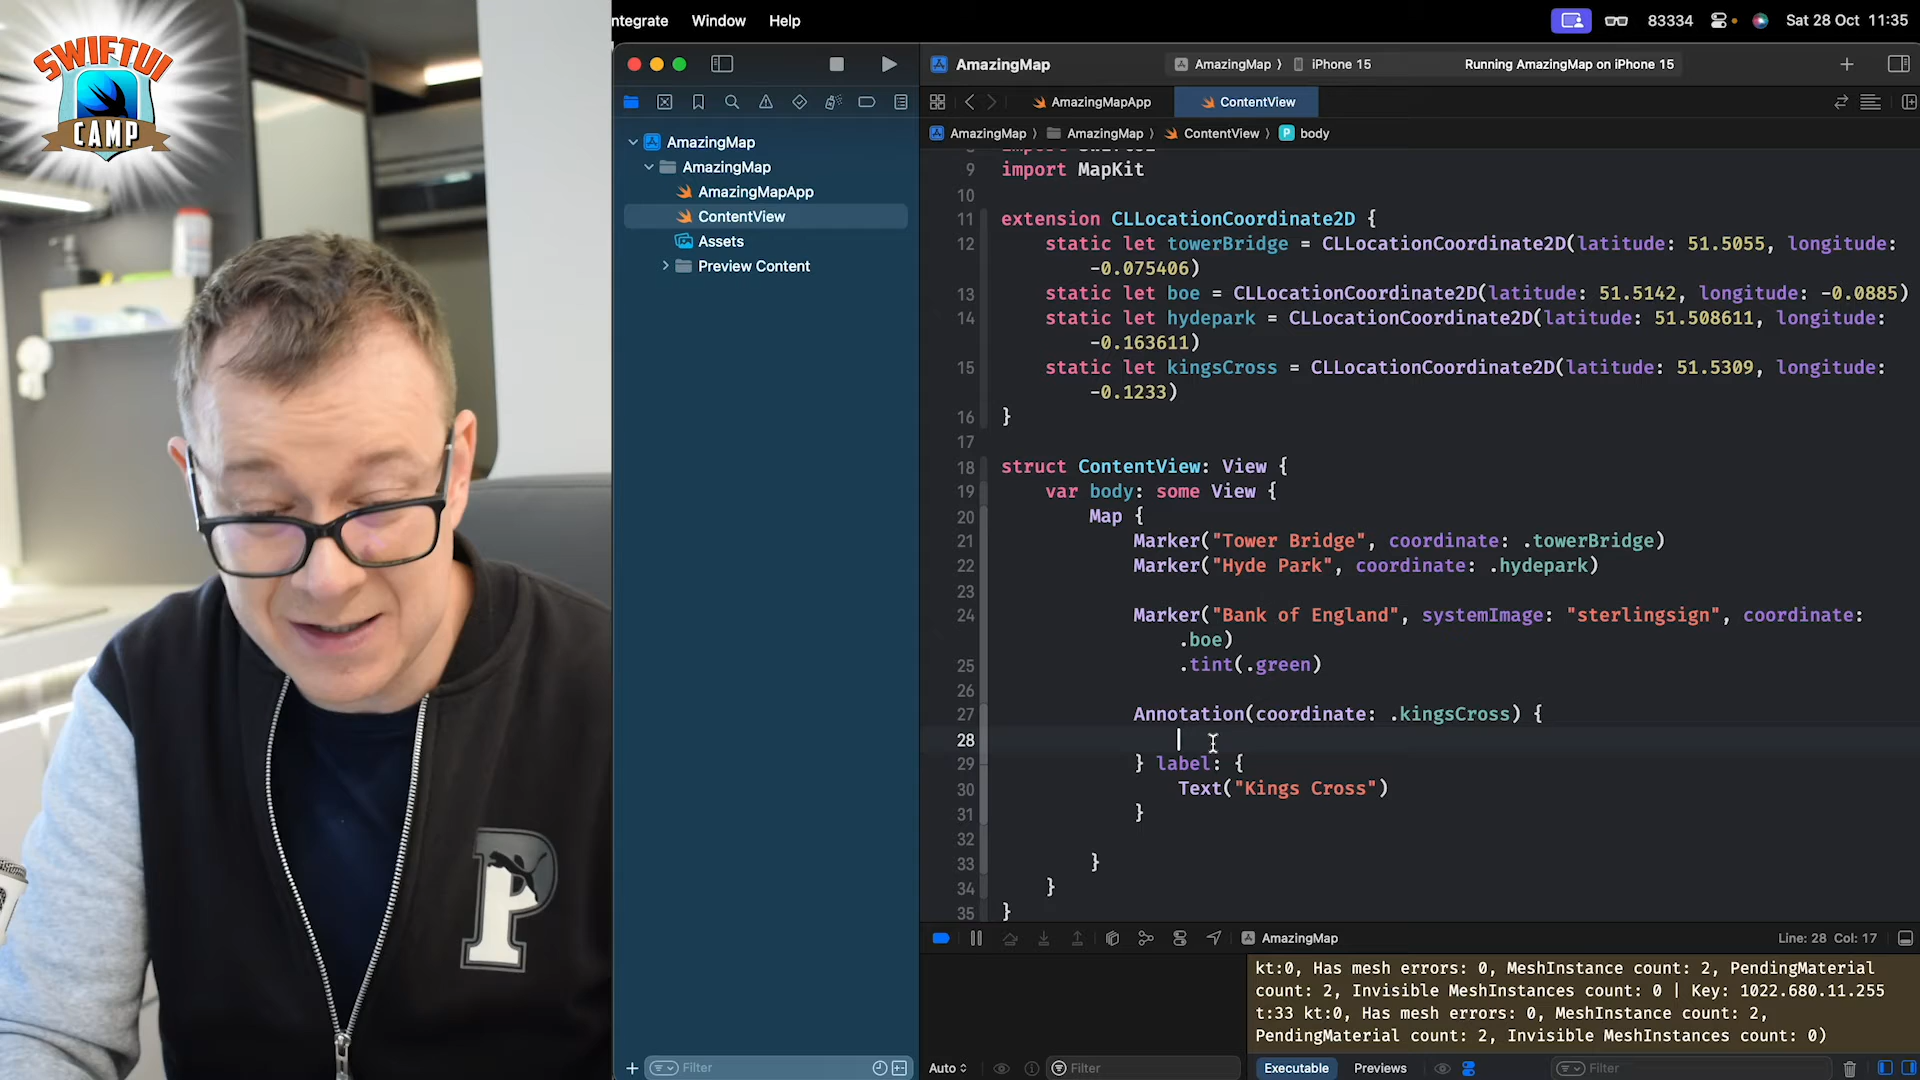 SWIFTUI
CAMP
P
ntegrate Window Help
83334 Sat 28 Oct 11:35
AmazingMap
AmazingMap
AmazingMapApp
ContentView
Assets
Preview Content
Filter
AmazingMap
AmazingMap ⟩ iPhone 15
Running AmazingMap on iPhone 15
AmazingMapApp
ContentView
AmazingMap ⟩ AmazingMap ⟩ ContentView ⟩ P body
9 import MapKit
10
11 extension CLLocationCoordinate2D {
12 static let towerBridge = CLLocationCoordinate2D(latitude: 51.5055, longitude:
-0.075406)
13 static let boe = CLLocationCoordinate2D(latitude: 51.5142, longitude: -0.0885)
14 static let hydepark = CLLocationCoordinate2D(latitude: 51.508611, longitude:
-0.163611)
15 static let kingsCross = CLLocationCoordinate2D(latitude: 51.5309, longitude:
-0.1233)
16 }
17
18 struct ContentView: View {
19 var body: some View {
20 Map {
21 Marker("Tower Bridge", coordinate: .towerBridge)
22 Marker("Hyde Park", coordinate: .hydepark)
23
24 Marker("Bank of England", systemImage: "sterlingsign", coordinate:
.boe)
25 .tint(.green)
26
27 Annotation(coordinate: .kingsCross) {
28
29 } label: {
30 Text("Kings Cross")
31 }
32
33 }
34 }
35 }
AmazingMap
Line: 28 Col: 17
kt:0, Has mesh errors: 0, MeshInstance count: 2, PendingMaterial
count: 2, Invisible MeshInstances count: 0 | Key: 1022.680.11.255
t:33 kt:0, Has mesh errors: 0, MeshInstance count: 2,
PendingMaterial count: 2, Invisible MeshInstances count: 0)
Auto
Filter
Executable Previews
Filter